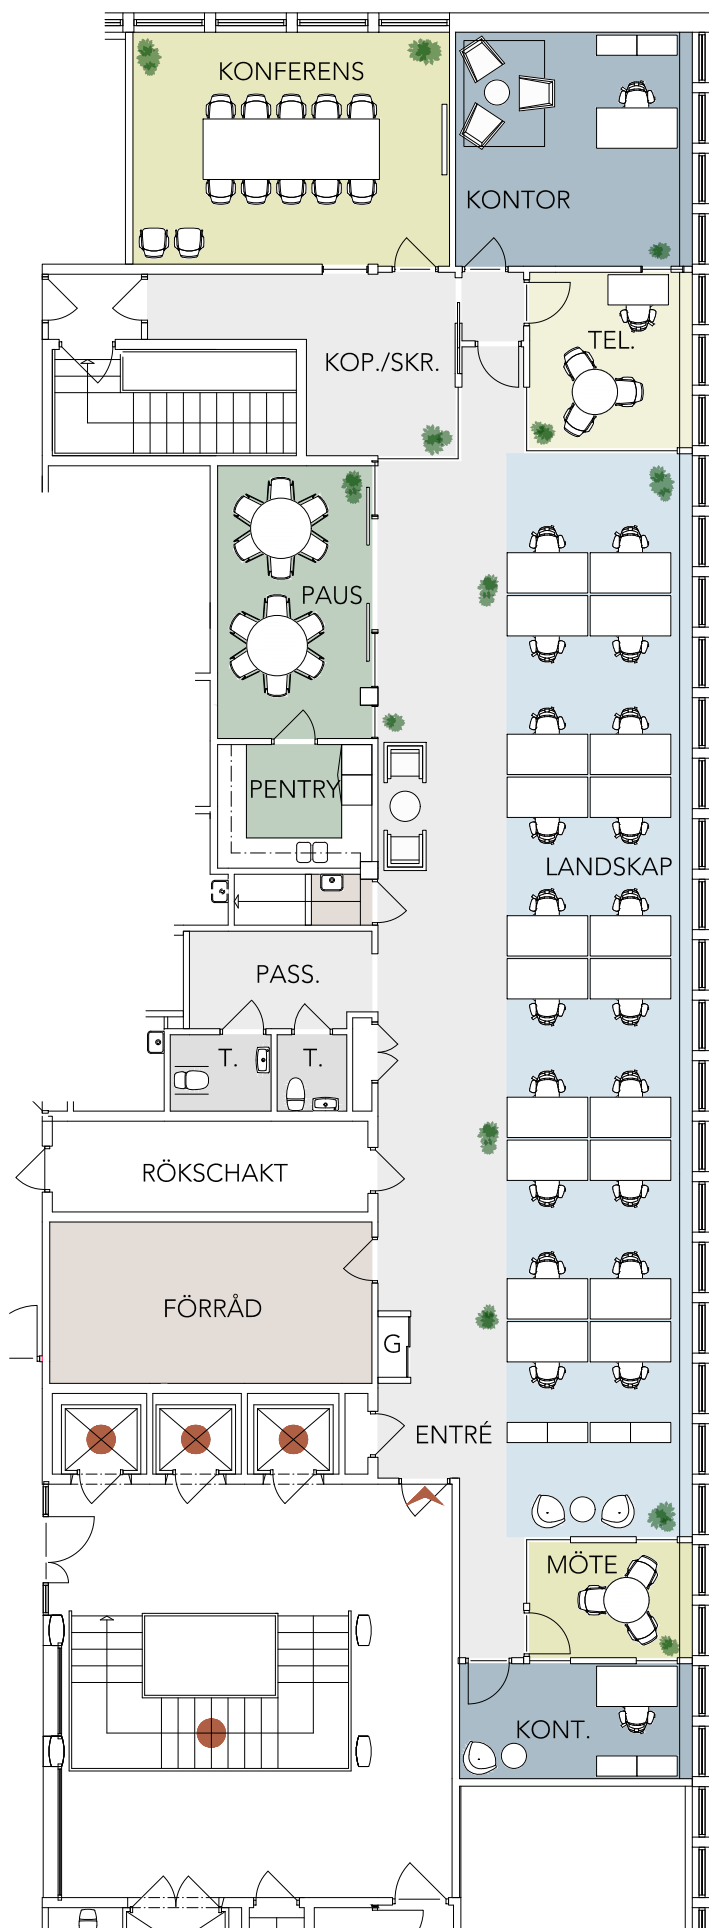 KONFERENS
KONTOR
TEL.
KOP./SKR.
PAUS
PENTRY
LANDSKAP
PASS.
T.
T.
RÖKSCHAKT
FÖRRÅD
G
ENTRÉ
MÖTE
KONT.